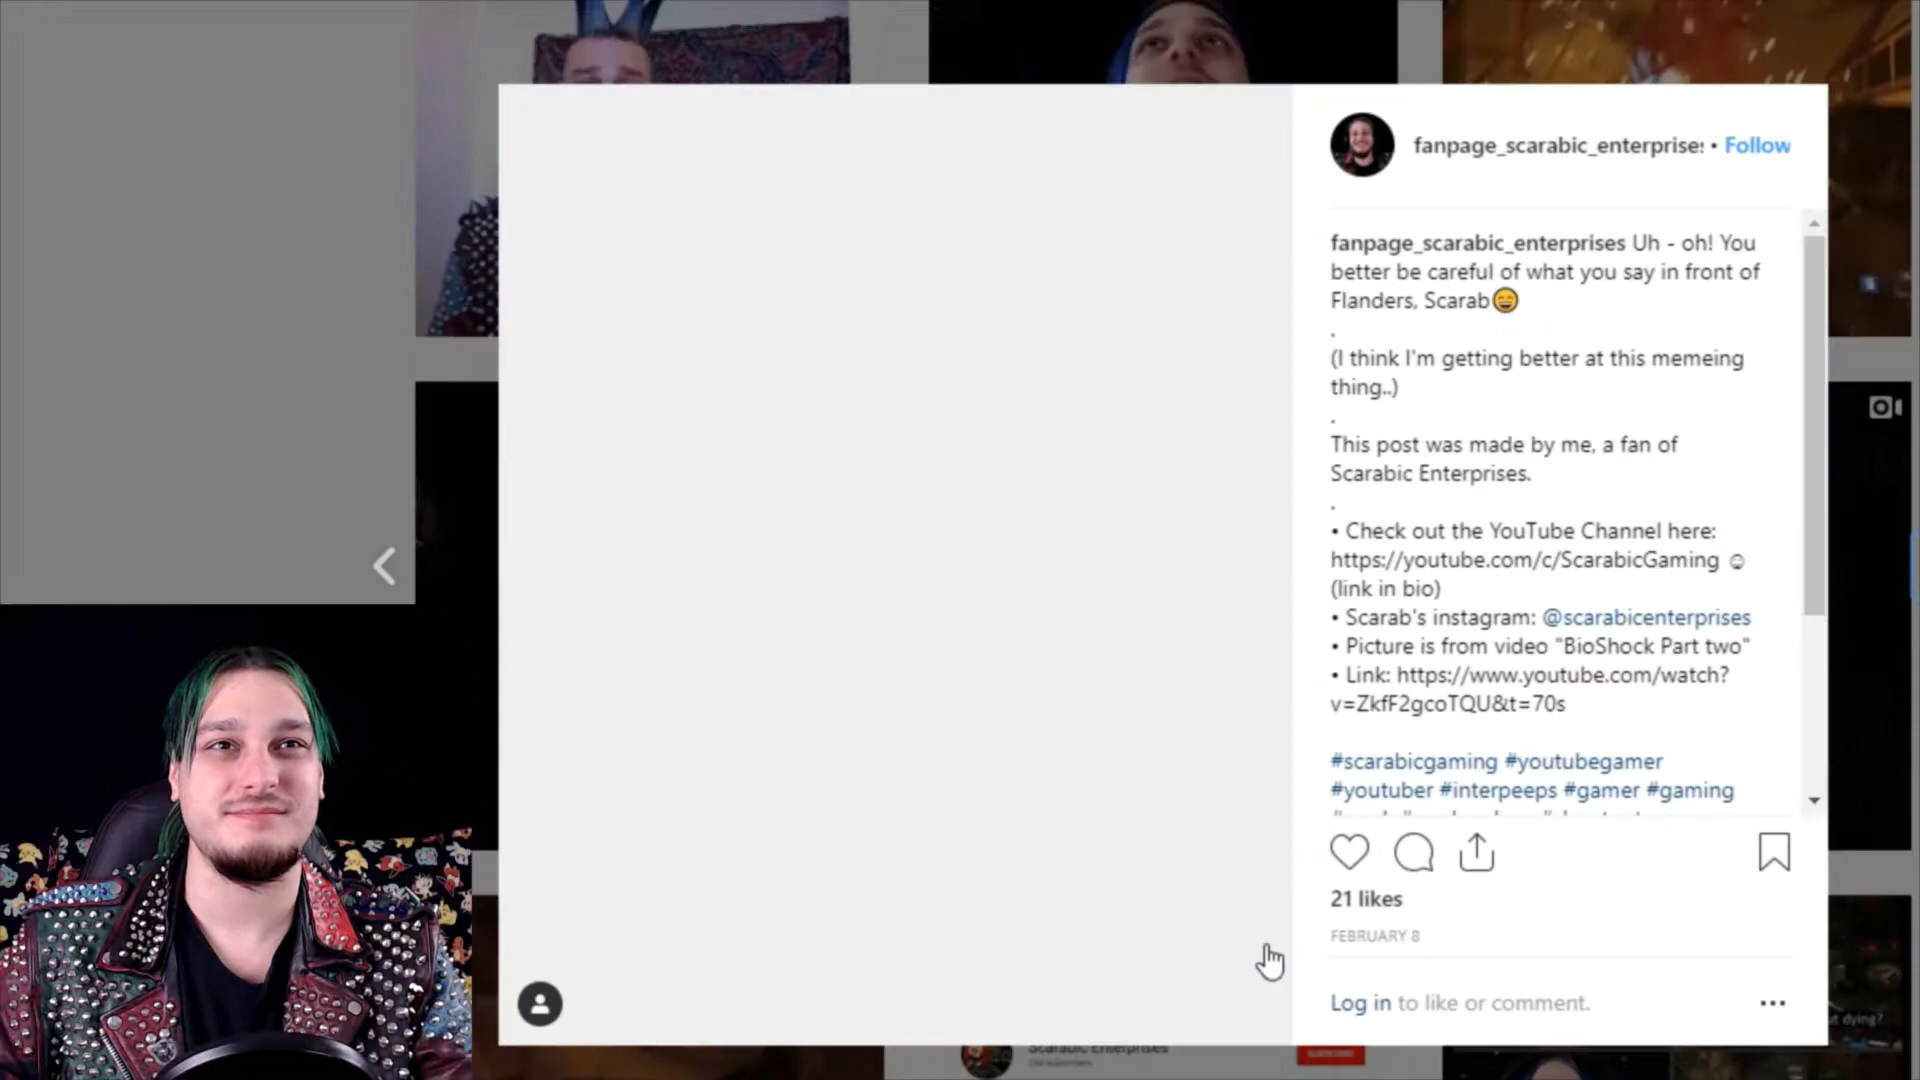 fanpage_scarabic_enterprises • Follow
fanpage_scarabic_enterprises Uh - oh! You
better be careful of what you say in front of
Flanders, Scarab😄
.
(I think I'm getting better at this memeing
thing..)
.
This post was made by me, a fan of
Scarabic Enterprises.
.
• Check out the YouTube Channel here:
https://youtube.com/c/ScarabicGaming ☺
(link in bio)
• Scarab's instagram: @scarabicenterprises
• Picture is from video "BioShock Part two"
• Link: https://www.youtube.com/watch?
v=ZkfF2gcoTQU&t=70s
#scarabicgaming #youtubegamer
#youtuber #interpeeps #gamer #gaming
21 likes
FEBRUARY 8
Log in to like or comment.
dying?
Scarabic Enterprises